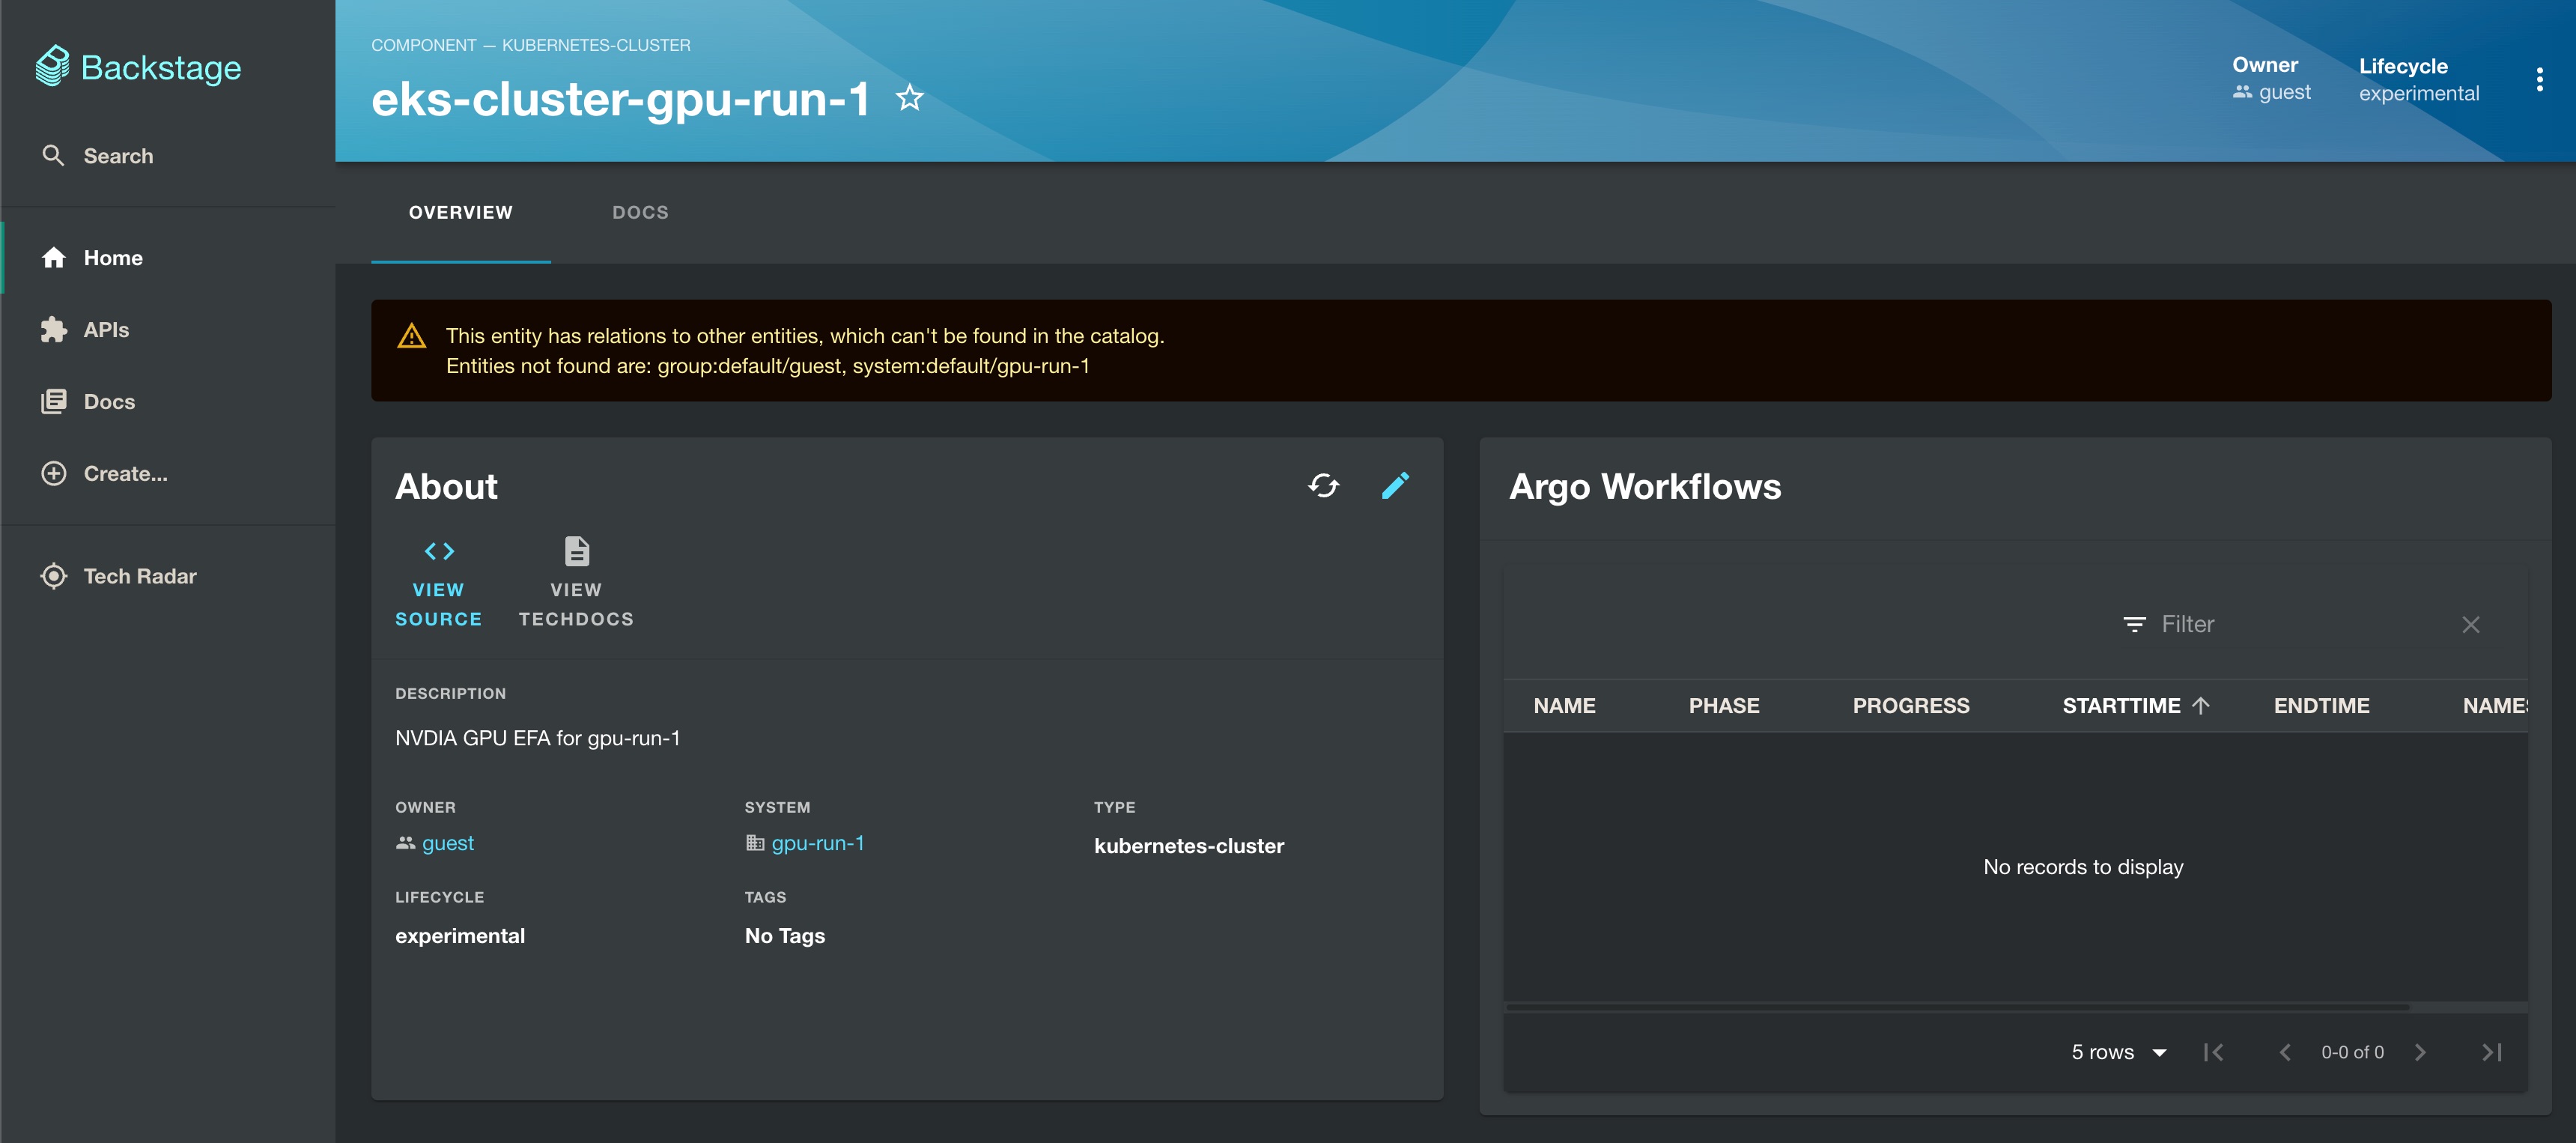 Backstage
Search
Home
APIs
Docs
Create...
Tech Radar
COMPONENT — KUBERNETES-CLUSTER
eks-cluster-gpu-run-1
Owner
guest
Lifecycle
experimental
OVERVIEW
DOCS
This entity has relations to other entities, which can't be found in the catalog.
Entities not found are: group:default/guest, system:default/gpu-run-1
About
VIEW
SOURCE
VIEW
TECHDOCS
DESCRIPTION
NVIDIA GPU EFA for gpu-run-1
OWNER
guest
SYSTEM
gpu-run-1
TYPE
kubernetes-cluster
LIFECYCLE
experimental
TAGS
No Tags
Argo Workflows
Filter
NAME PHASE PROGRESS STARTTIME ENDTIME NAMES
No records to display
5 rows 0-0 of 0